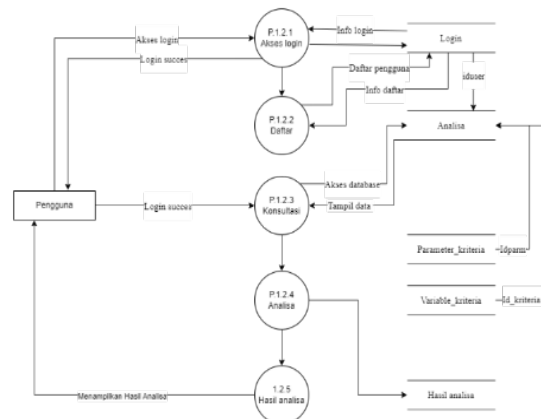 P.1.2.1
Akses login
Info login
Login
Akses login
Login succes
Daftar pengguna
iduser
Info daftar
P.1.2.2
Daftar
Analisa
Akses database
P.1.2.3
Konsultasi
Pengguna
Login succes
Tampil data
Parameter_kriteria
Idparm
P.1.2.4
Analisa
Variable_kriteria
Id_kriteria
Menampilkan Hasil Analisa
1.2.5
Hasil analisa
Hasil analisa